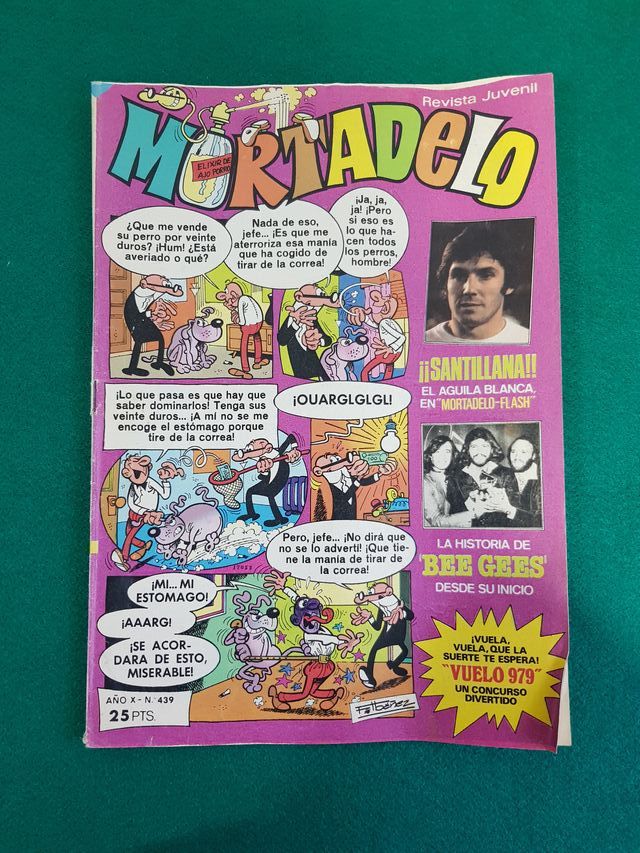 Revista Juvenil
MORTADELO
ELIXIR DE
AJO PORRO
¿Que me vende
su perro por veinte
duros? ¡Hum! ¿Está
averiado o qué?
Nada de eso,
jefe... ¡Es que me
aterroriza esa manía
que ha cogido de
tirar de la correa!
¡Ja, ja,
ja! ¡Pero
si eso es
lo que ha-
cen todos
los perros,
hombre!
¡Lo que pasa es que hay que
saber dominarlos! Tenga sus
veinte duros... ¡A mí no se me
encoge el estómago porque
tire de la correa!
¡OUARGLGLGL!
Pero, jefe... ¡No dirá que
no se lo advertí! ¡Que tie-
ne la manía de tirar de
la correa!
¡MI... MI
ESTOMAGO!
¡AAARG!
¡SE ACOR-
DARA DE ESTO,
MISERABLE!
AÑO X - N.º 439
25 PTS.
¡¡SANTILLANA!!
EL AGUILA BLANCA,
EN "MORTADELO-FLASH"
LA HISTORIA DE
'BEE GEES'
DESDE SU INICIO
¡VUELA,
VUELA, QUE LA
SUERTE TE ESPERA!
"VUELO 979"
UN CONCURSO
DIVERTIDO